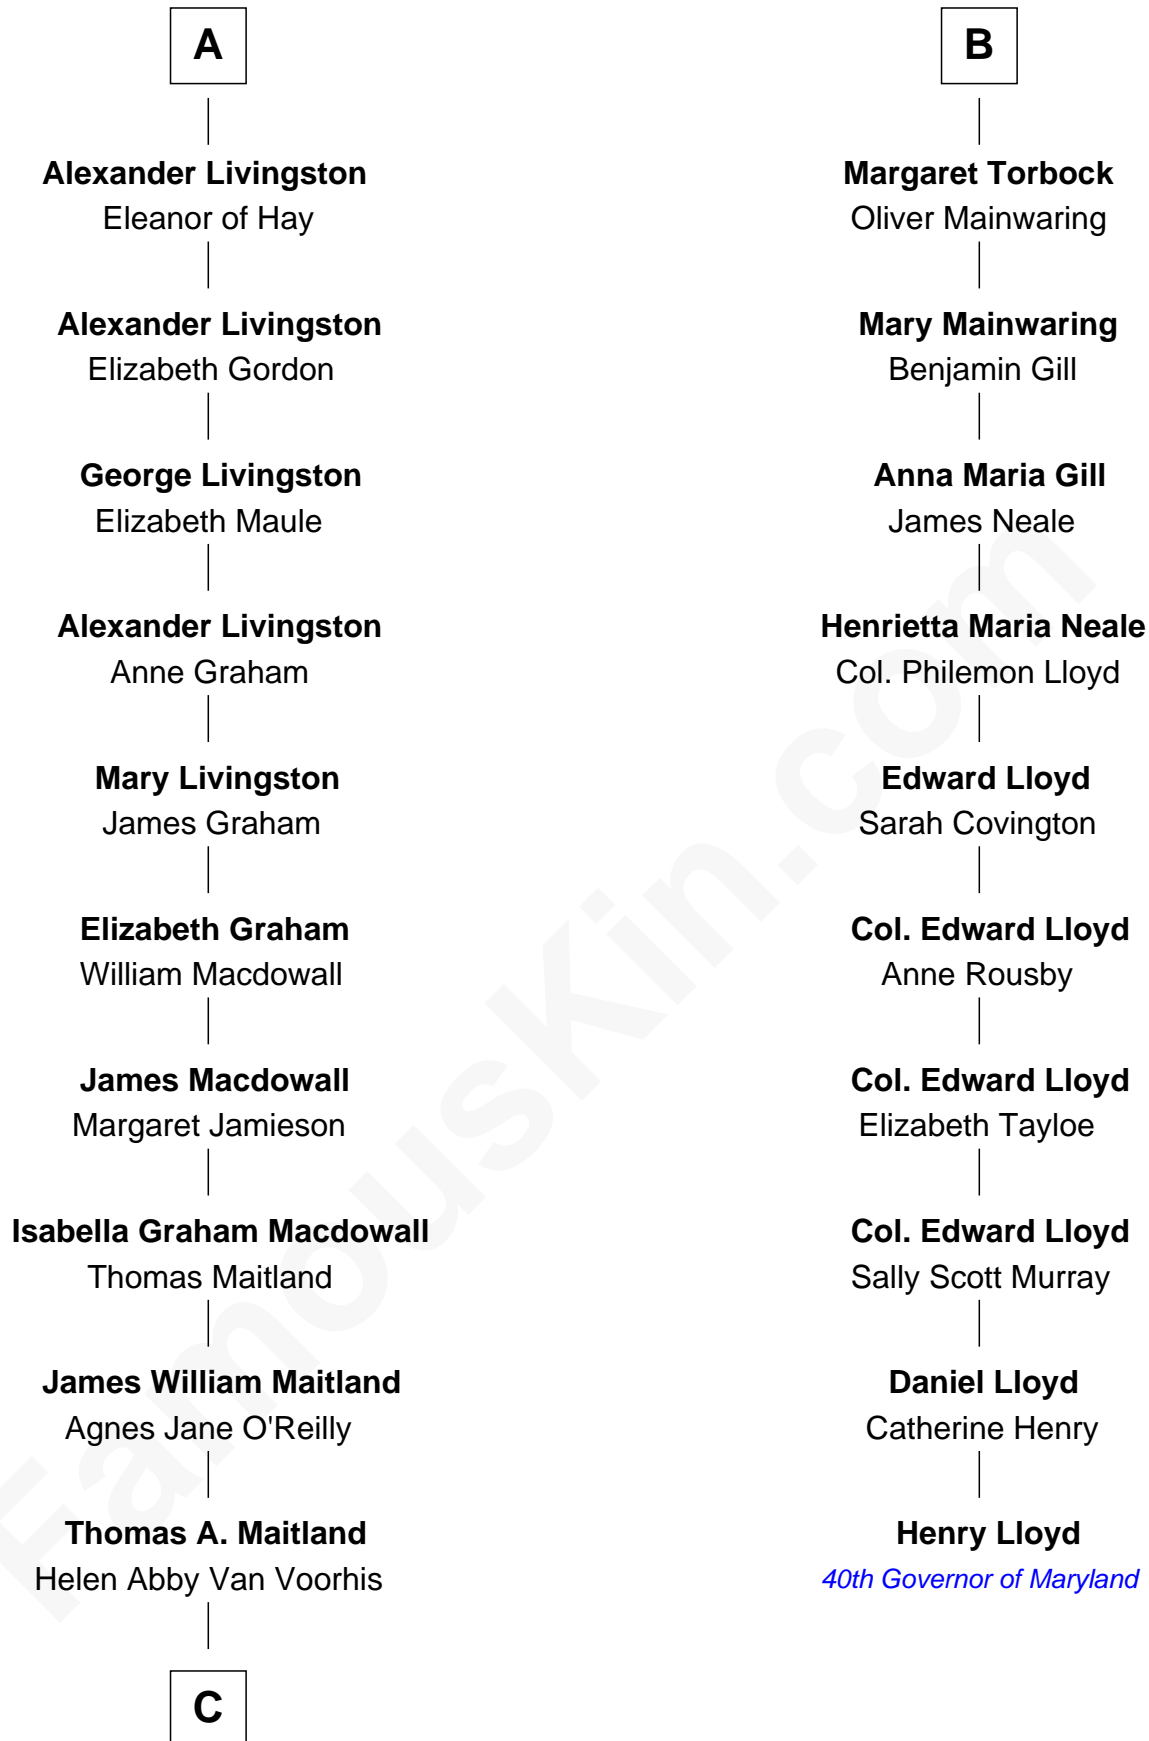 A
Alexander Livingston
Eleanor of Hay
Alexander Livingston
Elizabeth Gordon
George Livingston
Elizabeth Maule
Alexander Livingston
Anne Graham
Mary Livingston
James Graham
Elizabeth Graham
William Macdowall
James Macdowall
Margaret Jamieson
Isabella Graham Macdowall
Thomas Maitland
James William Maitland
Agnes Jane O'Reilly
Thomas A. Maitland
Helen Abby Van Voorhis
C
B
Margaret Torbock
Oliver Mainwaring
Mary Mainwaring
Benjamin Gill
Anna Maria Gill
James Neale
Henrietta Maria Neale
Col. Philemon Lloyd
Edward Lloyd
Sarah Covington
Col. Edward Lloyd
Anne Rousby
Col. Edward Lloyd
Elizabeth Tayloe
Col. Edward Lloyd
Sally Scott Murray
Daniel Lloyd
Catherine Henry
Henry Lloyd
40th Governor of Maryland
FamousKin.com